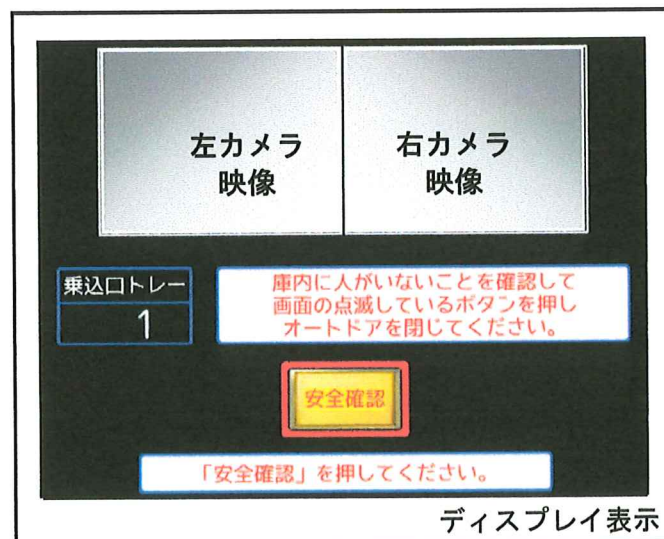 左カメラ
映像
右カメラ
映像
乗込口トレー
1
庫内に人がいないことを確認して
画面の点滅しているボタンを押し
オートドアを閉じてください。
安全確認
「安全確認」を押してください。
ディスプレイ表示